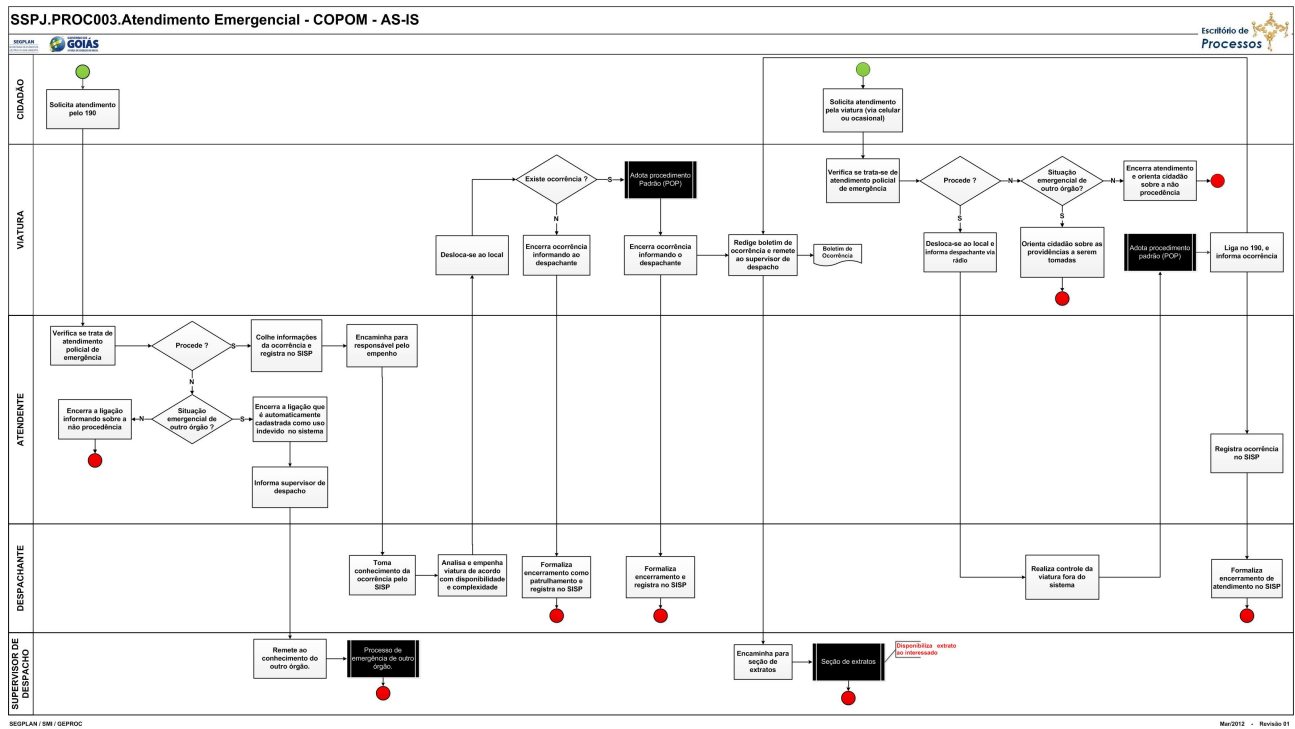 SSPJ.PROC003.Atendimento Emergencial - COPOM - AS-IS
SEGPLAN
GOIÁS
Escritório de
Processos
CIDADÃO
Solicita atendimento
pelo 190
Solicita atendimento
pela viatura (via celular
ou ocasional)
VIATURA
Existe ocorrência ?
S
N
Adota procedimento
Padrão (POP)
Desloca-se ao local
Encerra ocorrência
informando ao
despachante
Encerra ocorrência
informando o
despachante
Redige boletim de
ocorrência e remete
ao supervisor de
despacho
Boletim de
Ocorrência
Verifica se trata-se de
atendimento policial
de emergência
Procede ?
N
S
Situação
emergencial de
outro órgão?
N
S
Encerra atendimento
e orienta cidadão
sobre a não
procedência
Desloca-se ao local e
informa despachante via
rádio
Orienta cidadão sobre as
providências a serem
tomadas
Adota procedimento
padrão (POP)
Liga no 190, e
informa ocorrência
ATENDENTE
Verifica se trata de
atendimento
policial de
emergência
Procede ?
S
N
Colhe informações
da ocorrência e
registra no SISP
Encaminha para
responsável pelo
empenho
Encerra a ligação
informando sobre a
não procedência
N
Situação
emergencial de
outro órgão ?
S
Encerra a ligação que
é automaticamente
cadastrada como uso
indevido no sistema
Informa supervisor de
despacho
Registra ocorrência
no SISP
DESPACHANTE
Toma
conhecimento da
ocorrência pelo
SISP
Analisa e empenha
viatura de acordo
com disponibilidade
e complexidade
Formaliza
encerramento como
patrulhamento e
registra no SISP
Formaliza
encerramento e
registra no SISP
Realiza controle da
viatura fora do
sistema
Formaliza
encerramento de
atendimento no SISP
SUPERVISOR DE
DESPACHO
Remete ao
conhecimento do
outro órgão.
Processo de
emergência de outro
órgão.
Encaminha para
seção de
extratos
Seção de extratos
Disponibiliza extrato
ao interessado
SEGPLAN / SMI / GEPROC
Mar/2012 - Revisão 01